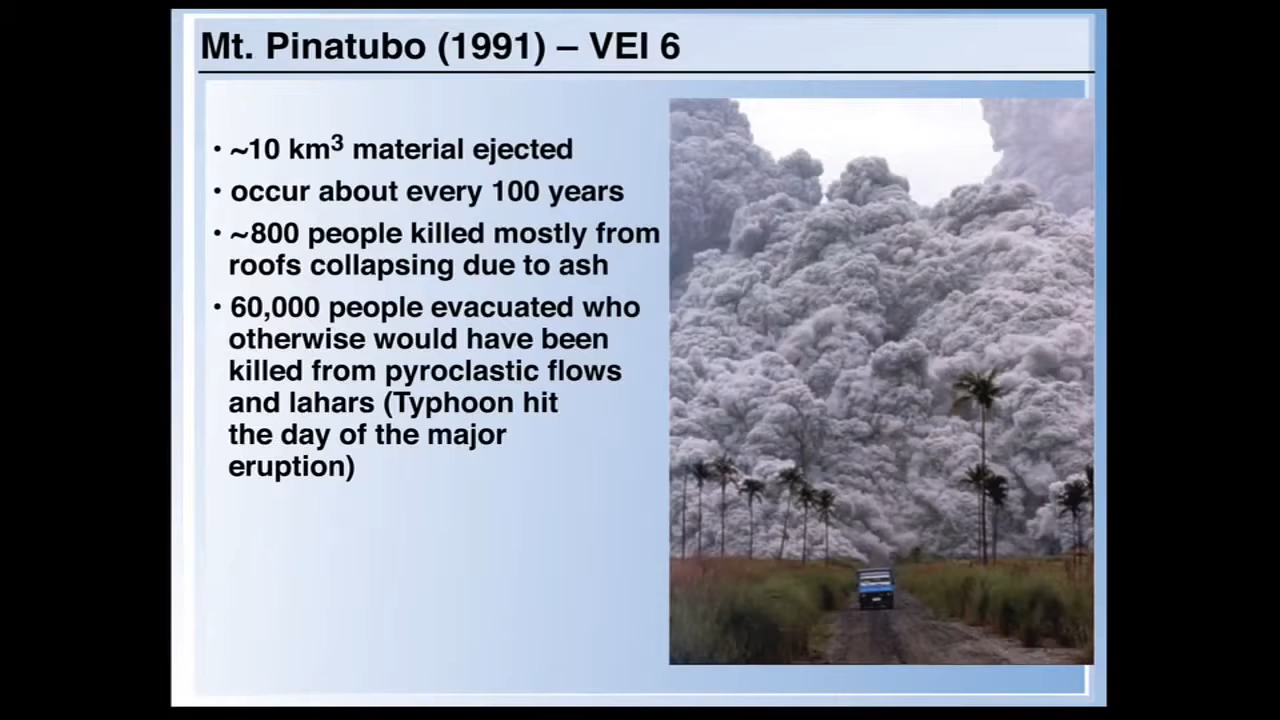 Mt. Pinatubo (1991) – VEI 6
• ~10 km³ material ejected
• occur about every 100 years
• ~800 people killed mostly from
roofs collapsing due to ash
• 60,000 people evacuated who
otherwise would have been
killed from pyroclastic flows
and lahars (Typhoon hit
the day of the major
eruption)